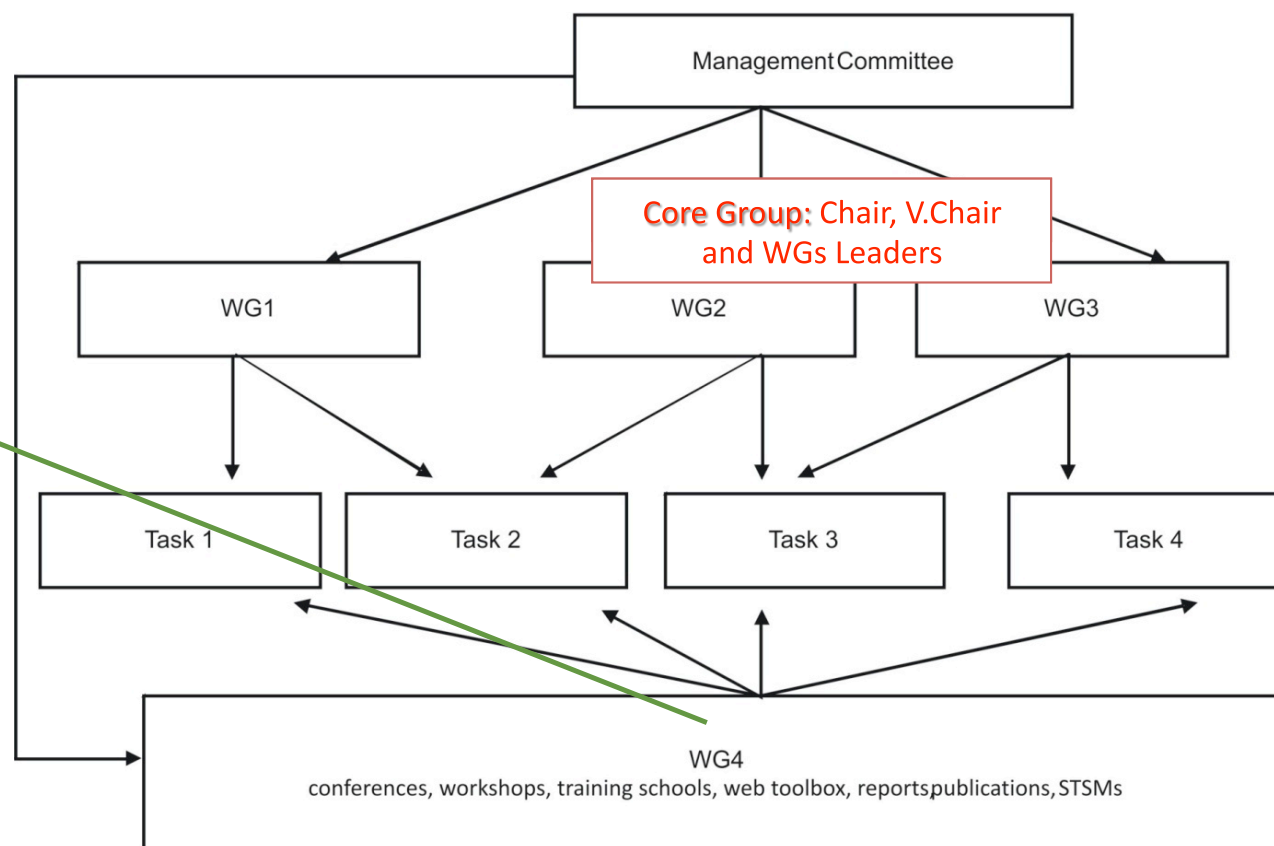 Management Committee
Core Group: Chair, V.Chair
and WGs Leaders
WG1
WG2
WG3
Task 1
Task 2
Task 3
Task 4
WG4
conferences, workshops, training schools, web toolbox, reports,publications, STSMs